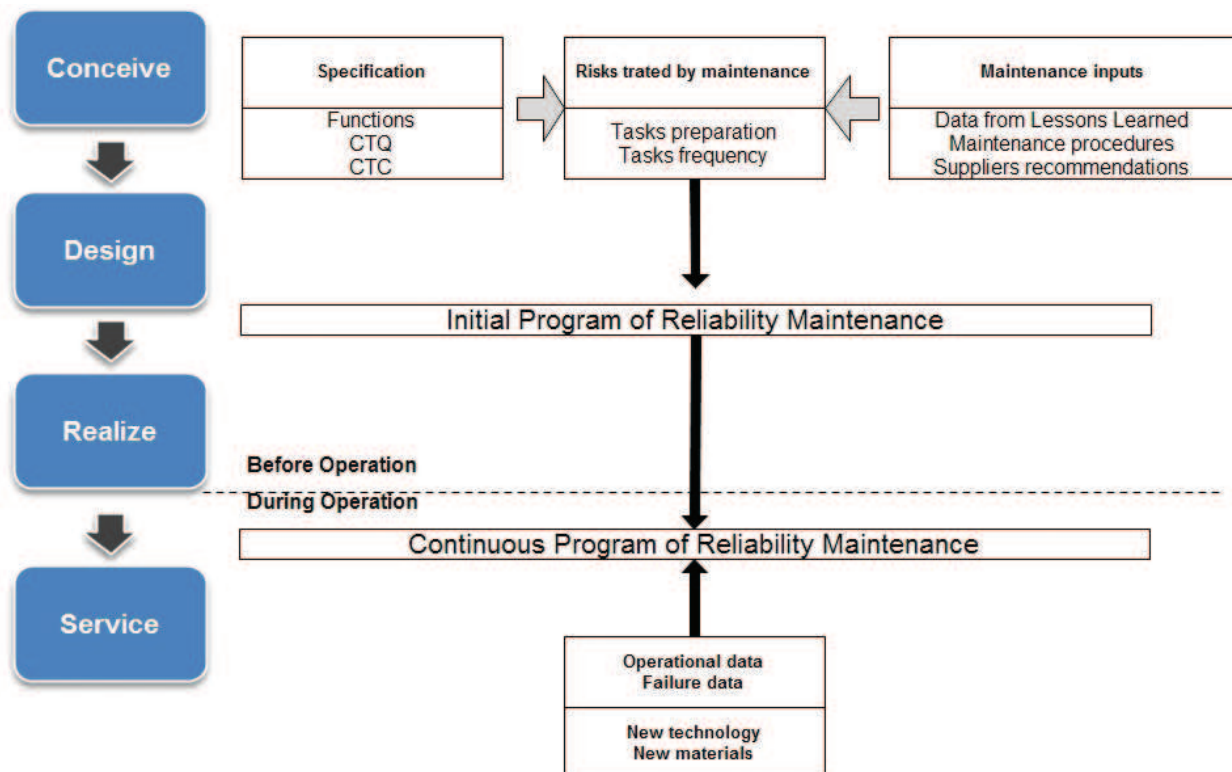 Conceive
Design
Realize
Service
Specification
Functions
CTQ
CTC
Risks trated by maintenance
Tasks preparation
Tasks frequency
Maintenance inputs
Data from Lessons Learned
Maintenance procedures
Suppliers recommendations
Initial Program of Reliability Maintenance
Before Operation
During Operation
Continuous Program of Reliability Maintenance
Operational data
Failure data
New technology
New materials